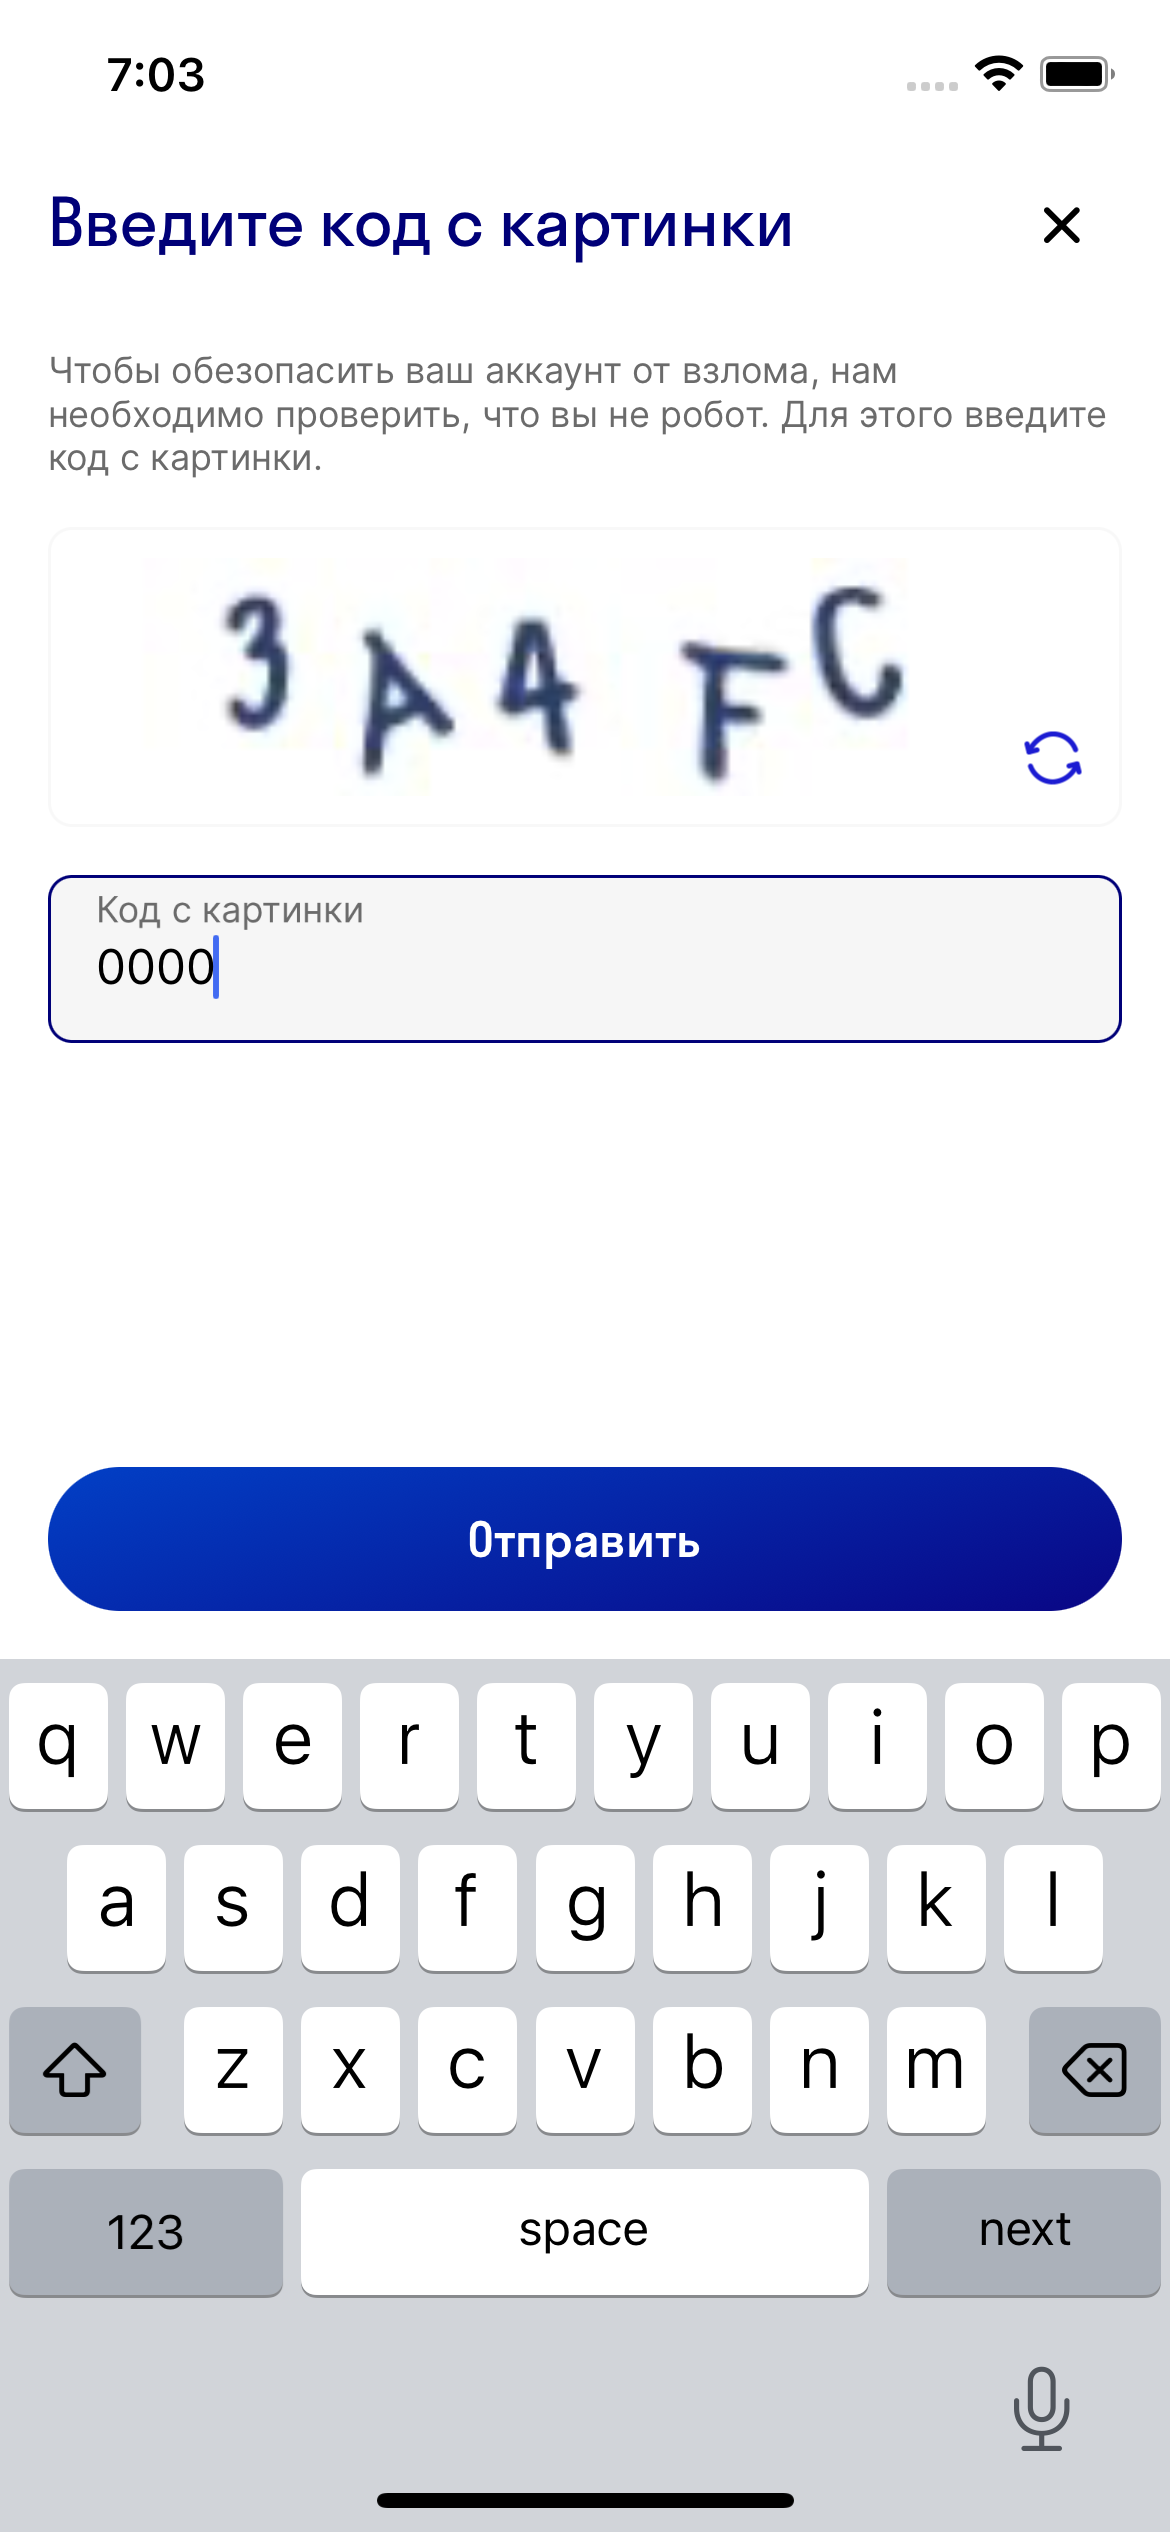 7:03
Введите код с картинки
Чтобы обезопасить ваш аккаунт от взлома, нам
необходимо проверить, что вы не робот. Для этого введите
код с картинки.
3 A 4 F C
Код с картинки
0000
Отправить
q w e r t y u i o p
a s d f g h j k l
z x c v b n m
123 space next